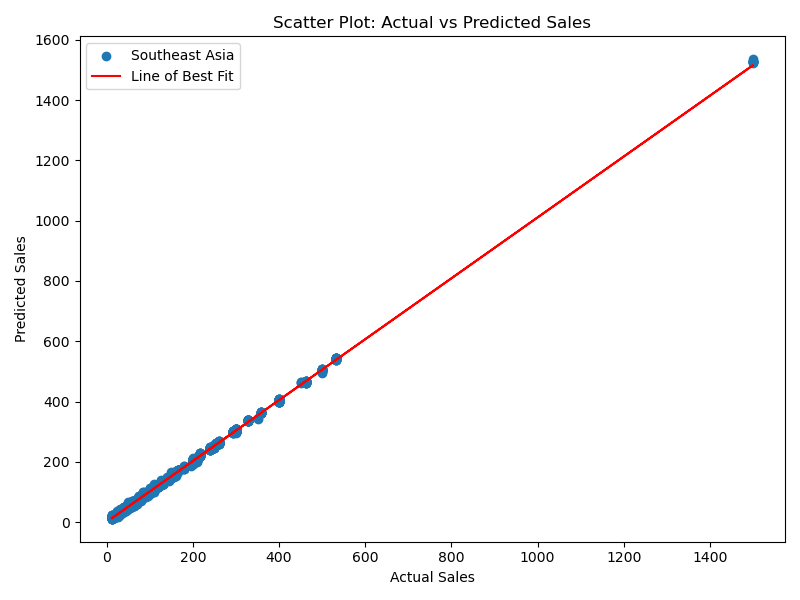 Scatter Plot: Actual vs Predicted Sales
Southeast Asia
Line of Best Fit
1600
1400
1200
1000
800
600
400
200
0
Predicted Sales
0 200 400 600 800 1000 1200 1400
Actual Sales